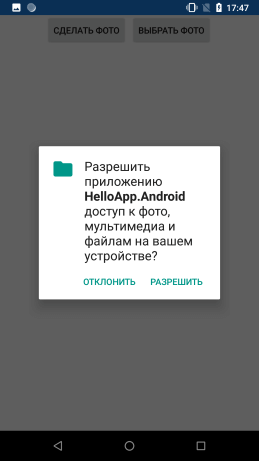 17:47
СДЕЛАТЬ ФОТО ВЫБРАТЬ ФОТО
Разрешить
приложению
HelloApp.Android
доступ к фото,
мультимедиа и
файлам на вашем
устройстве?
ОТКЛОНИТЬ РАЗРЕШИТЬ